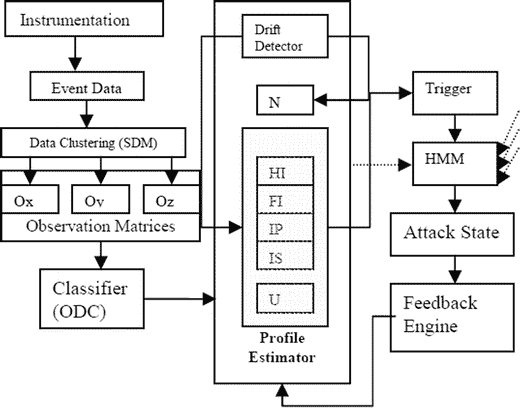 Instrumentation
Event Data
Data Clustering (SDM)
Ox
Ov
Oz
Observation Matrices
Classifier
(ODC)
Drift
Detector
N
HI
FI
IP
IS
U
Profile
Estimator
Trigger
HMM
Attack State
Feedback
Engine